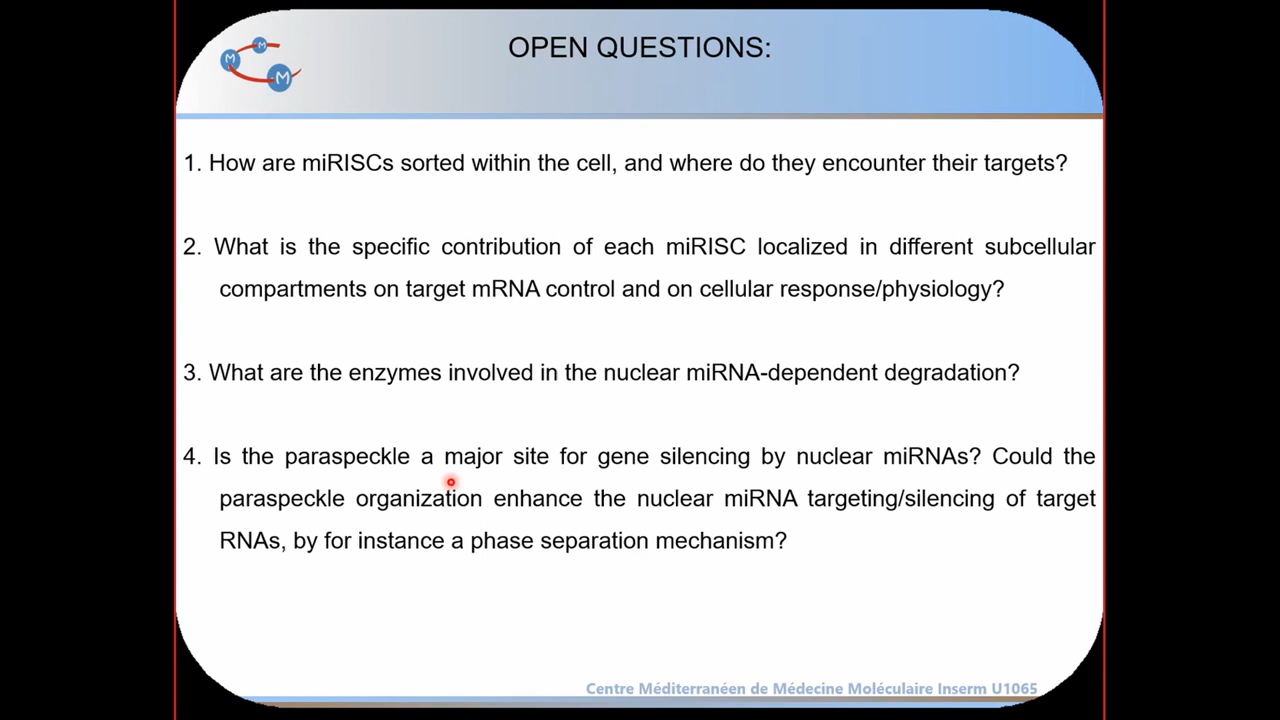 OPEN QUESTIONS:
M
M
M
1. How are miRISCs sorted within the cell, and where do they encounter their targets?
2. What is the specific contribution of each miRISC localized in different subcellular
compartments on target mRNA control and on cellular response/physiology?
3. What are the enzymes involved in the nuclear miRNA-dependent degradation?
4. Is the paraspeckle a major site for gene silencing by nuclear miRNAs? Could the
paraspeckle organization enhance the nuclear miRNA targeting/silencing of target
RNAs, by for instance a phase separation mechanism?
Centre Méditerranéen de Médecine Moléculaire Inserm U1065